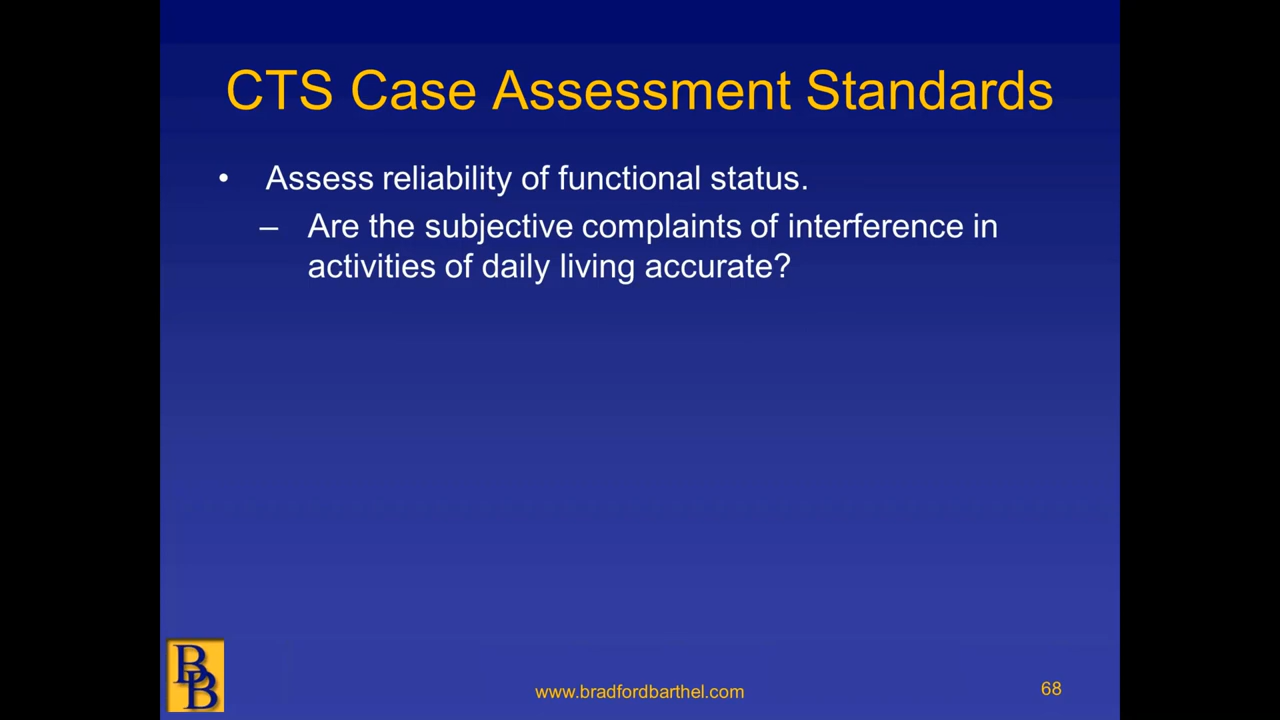 CTS Case Assessment Standards
• Assess reliability of functional status.
– Are the subjective complaints of interference in
activities of daily living accurate?
BB
www.bradfordbarthel.com
68